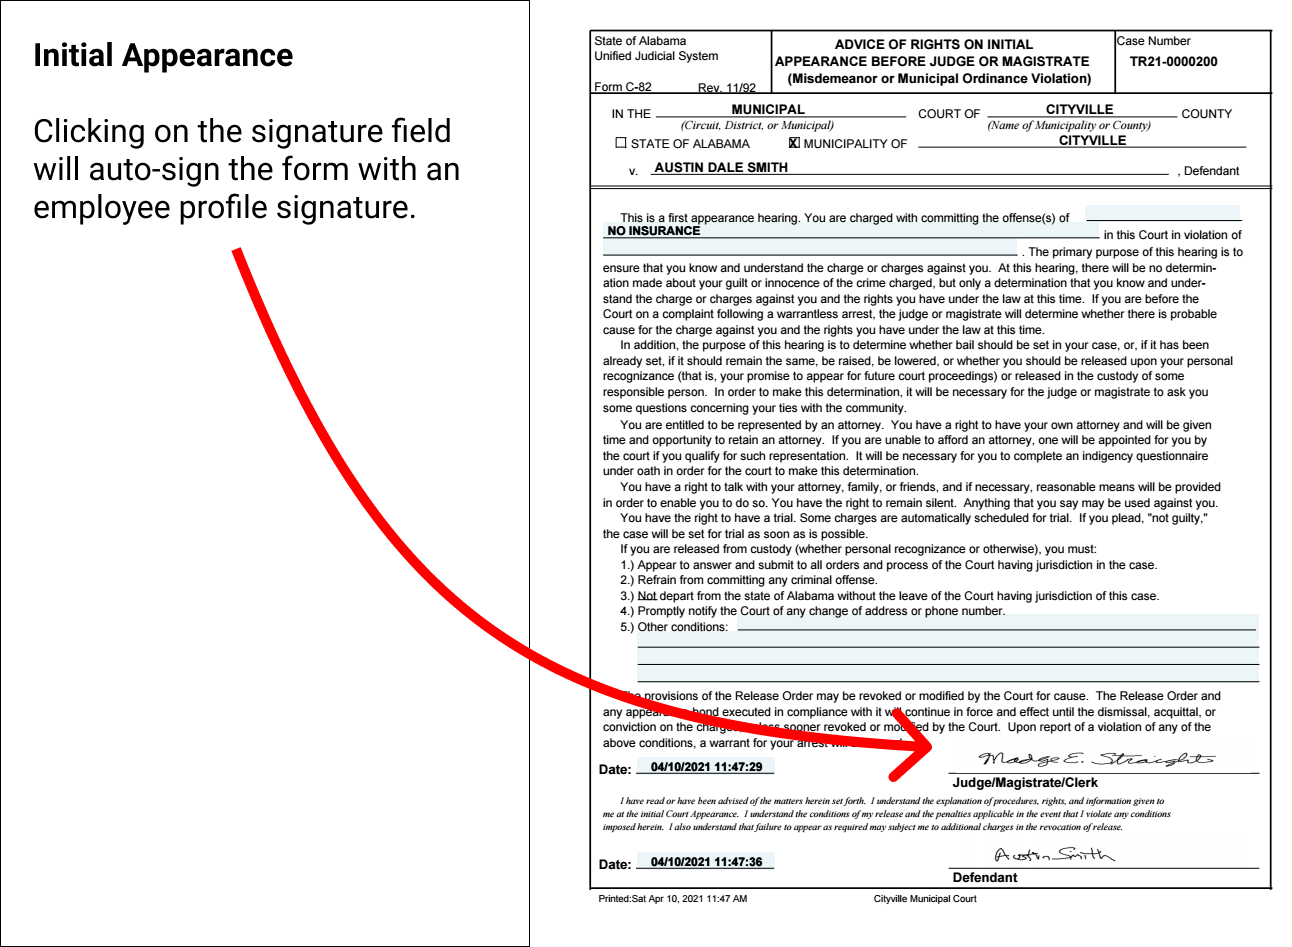 Initial Appearance
Clicking on the signature field
will auto-sign the form with an
employee profile signature.
State of Alabama
Unified Judicial System
Form C-82 Rev. 11/92
ADVICE OF RIGHTS ON INITIAL
APPEARANCE BEFORE JUDGE OR MAGISTRATE
(Misdemeanor or Municipal Ordinance Violation)
Case Number
TR21-0000200
IN THE MUNICIPAL COURT OF CITYVILLE COUNTY
(Circuit, District, or Municipal) (Name of Municipality or County)
☐ STATE OF ALABAMA ☒ MUNICIPALITY OF CITYVILLE
v. AUSTIN DALE SMITH , Defendant
This is a first appearance hearing. You are charged with committing the offense(s) of
NO INSURANCE in this Court in violation of
. The primary purpose of this hearing is to
ensure that you know and understand the charge or charges against you. At this hearing, there will be no determin-
ation made about your guilt or innocence of the crime charged, but only a determination that you know and under-
stand the charge or charges against you and the rights you have under the law at this time. If you are before the
Court on a complaint following a warrantless arrest, the judge or magistrate will determine whether there is probable
cause for the charge against you and the rights you have under the law at this time.
In addition, the purpose of this hearing is to determine whether bail should be set in your case, or, if it has been
already set, if it should remain the same, be raised, be lowered, or whether you should be released upon your personal
recognizance (that is, your promise to appear for future court proceedings) or released in the custody of some
responsible person. In order to make this determination, it will be necessary for the judge or magistrate to ask you
some questions concerning your ties with the community.
You are entitled to be represented by an attorney. You have a right to have your own attorney and will be given
time and opportunity to retain an attorney. If you are unable to afford an attorney, one will be appointed for you by
the court if you qualify for such representation. It will be necessary for you to complete an indigency questionnaire
under oath in order for the court to make this determination.
You have a right to talk with your attorney, family, or friends, and if necessary, reasonable means will be provided
in order to enable you to do so. You have the right to remain silent. Anything that you say may be used against you.
You have the right to have a trial. Some charges are automatically scheduled for trial. If you plead, "not guilty,"
the case will be set for trial as soon as is possible.
If you are released from custody (whether personal recognizance or otherwise), you must:
1.) Appear to answer and submit to all orders and process of the Court having jurisdiction in the case.
2.) Refrain from committing any criminal offense.
3.) Not depart from the state of Alabama without the leave of the Court having jurisdiction of this case.
4.) Promptly notify the Court of any change of address or phone number.
5.) Other conditions:
The provisions of the Release Order may be revoked or modified by the Court for cause. The Release Order and
any bond executed in compliance with it will continue in force and effect until the dismissal, acquittal, or
conviction on the sooner revoked or modified by the Court. Upon report of a violation of any of the
above conditions, a warrant for your arrest
Date: 04/10/2021 11:47:29 Madge E. Straight
Judge/Magistrate/Clerk
I have read or have been advised of the matters herein set forth. I understand the explanation of procedures, rights, and information given to
me at the initial Court Appearance. I understand the conditions of my release and the penalties applicable in the event that I violate any conditions
imposed herein. I also understand that failure to appear as required may subject me to additional charges in the revocation of release.
Date: 04/10/2021 11:47:36 Austin Smith
Defendant
Printed:Sat Apr 10, 2021 11:47 AM Cityville Municipal Court